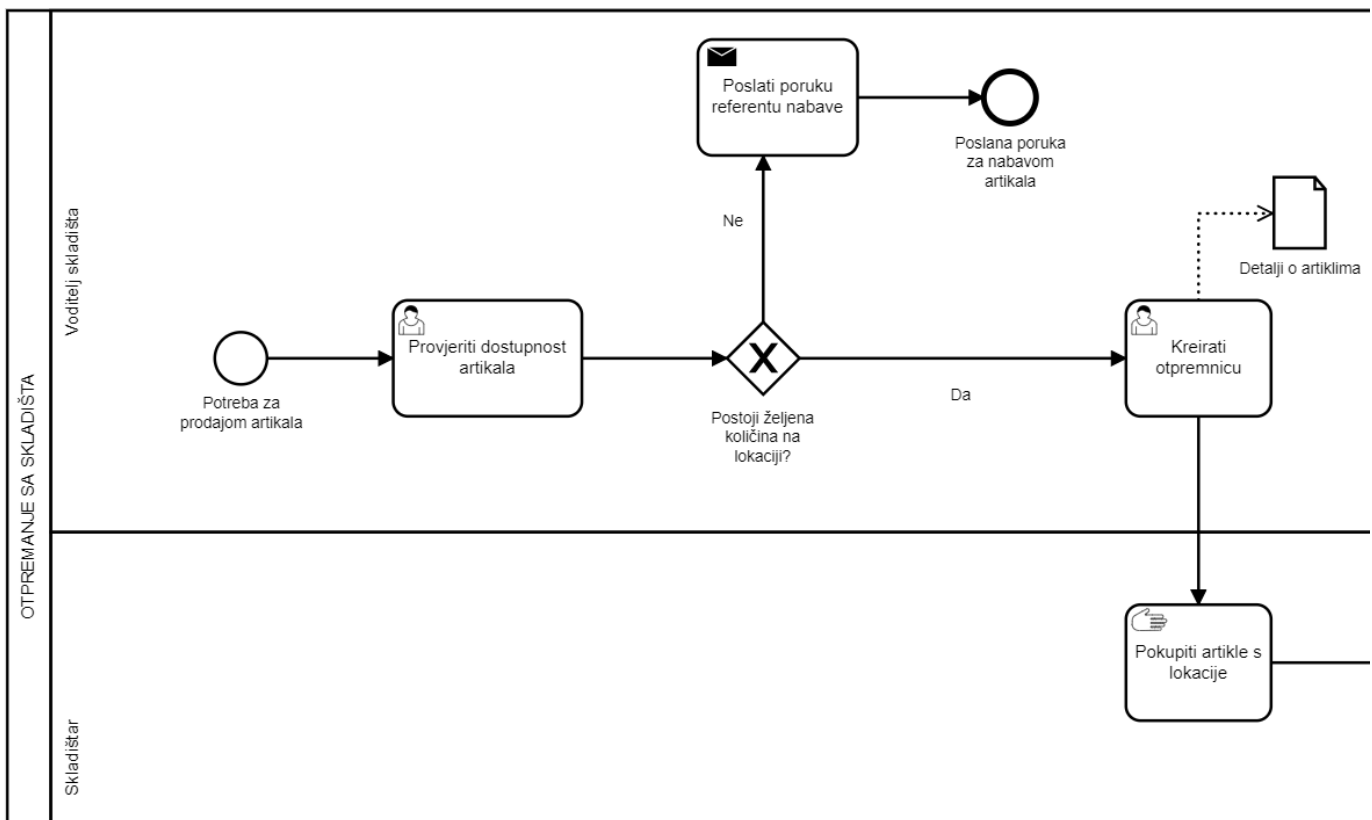 OTPREMANJE SA SKLADIŠTA
Voditelj skladišta
Poslati poruku
referentu nabave
Poslana poruka
za nabavom
artikala
Ne
Detalji o artiklima
Potreba za
prodajom artikala
Provjeriti dostupnost
artikala
Postoji željena
količina na
lokaciji?
Da
Kreirati
otpremnicu
Skladištar
Pokupiti artikle s
lokacije